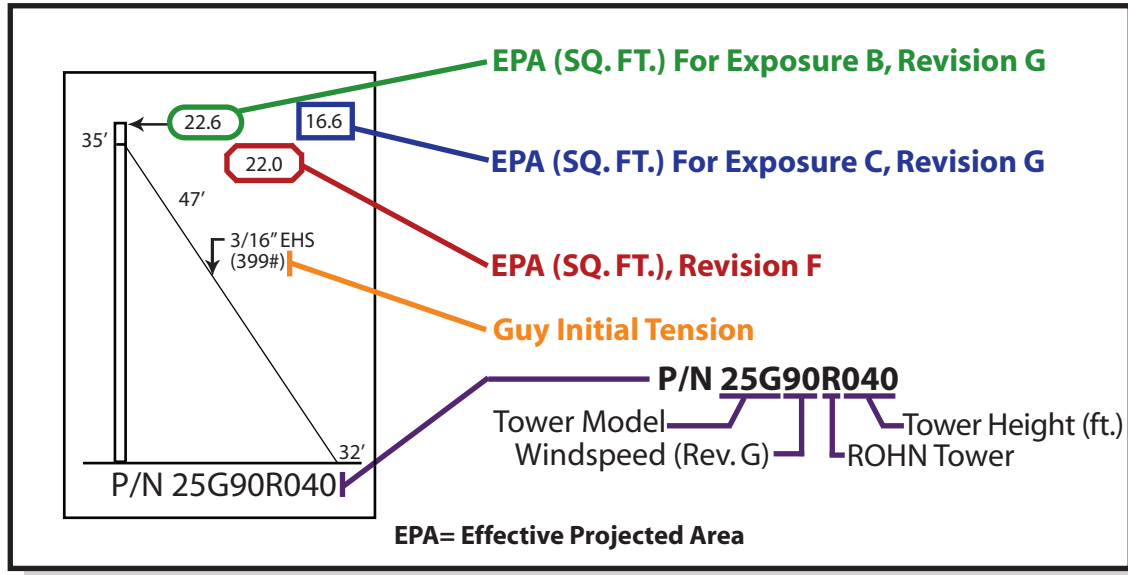 EPA (SQ. FT.) For Exposure B, Revision G
22.6
16.6
35’
EPA (SQ. FT.) For Exposure C, Revision G
22.0
47’
3/16” EHS
(399#)
EPA (SQ. FT.), Revision F
Guy Initial Tension
P/N 25G90R040
Tower Model
Tower Height (ft.)
Windspeed (Rev. G)
ROHN Tower
32’
P/N 25G90R040
EPA= Effective Projected Area